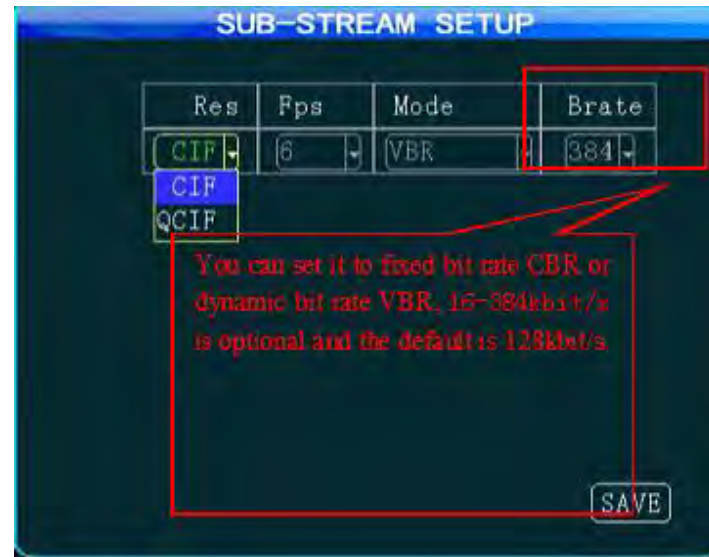 SUB-STREAM SETUP
Res Fps Mode Brate
CIF 6 VBR 384
CIF
QCIF
You can set it to fixed bit rate CBR or
dynamic bit rate VBR, 16-384kbit/s
is optional and the default is 128kbit/s
SAVE